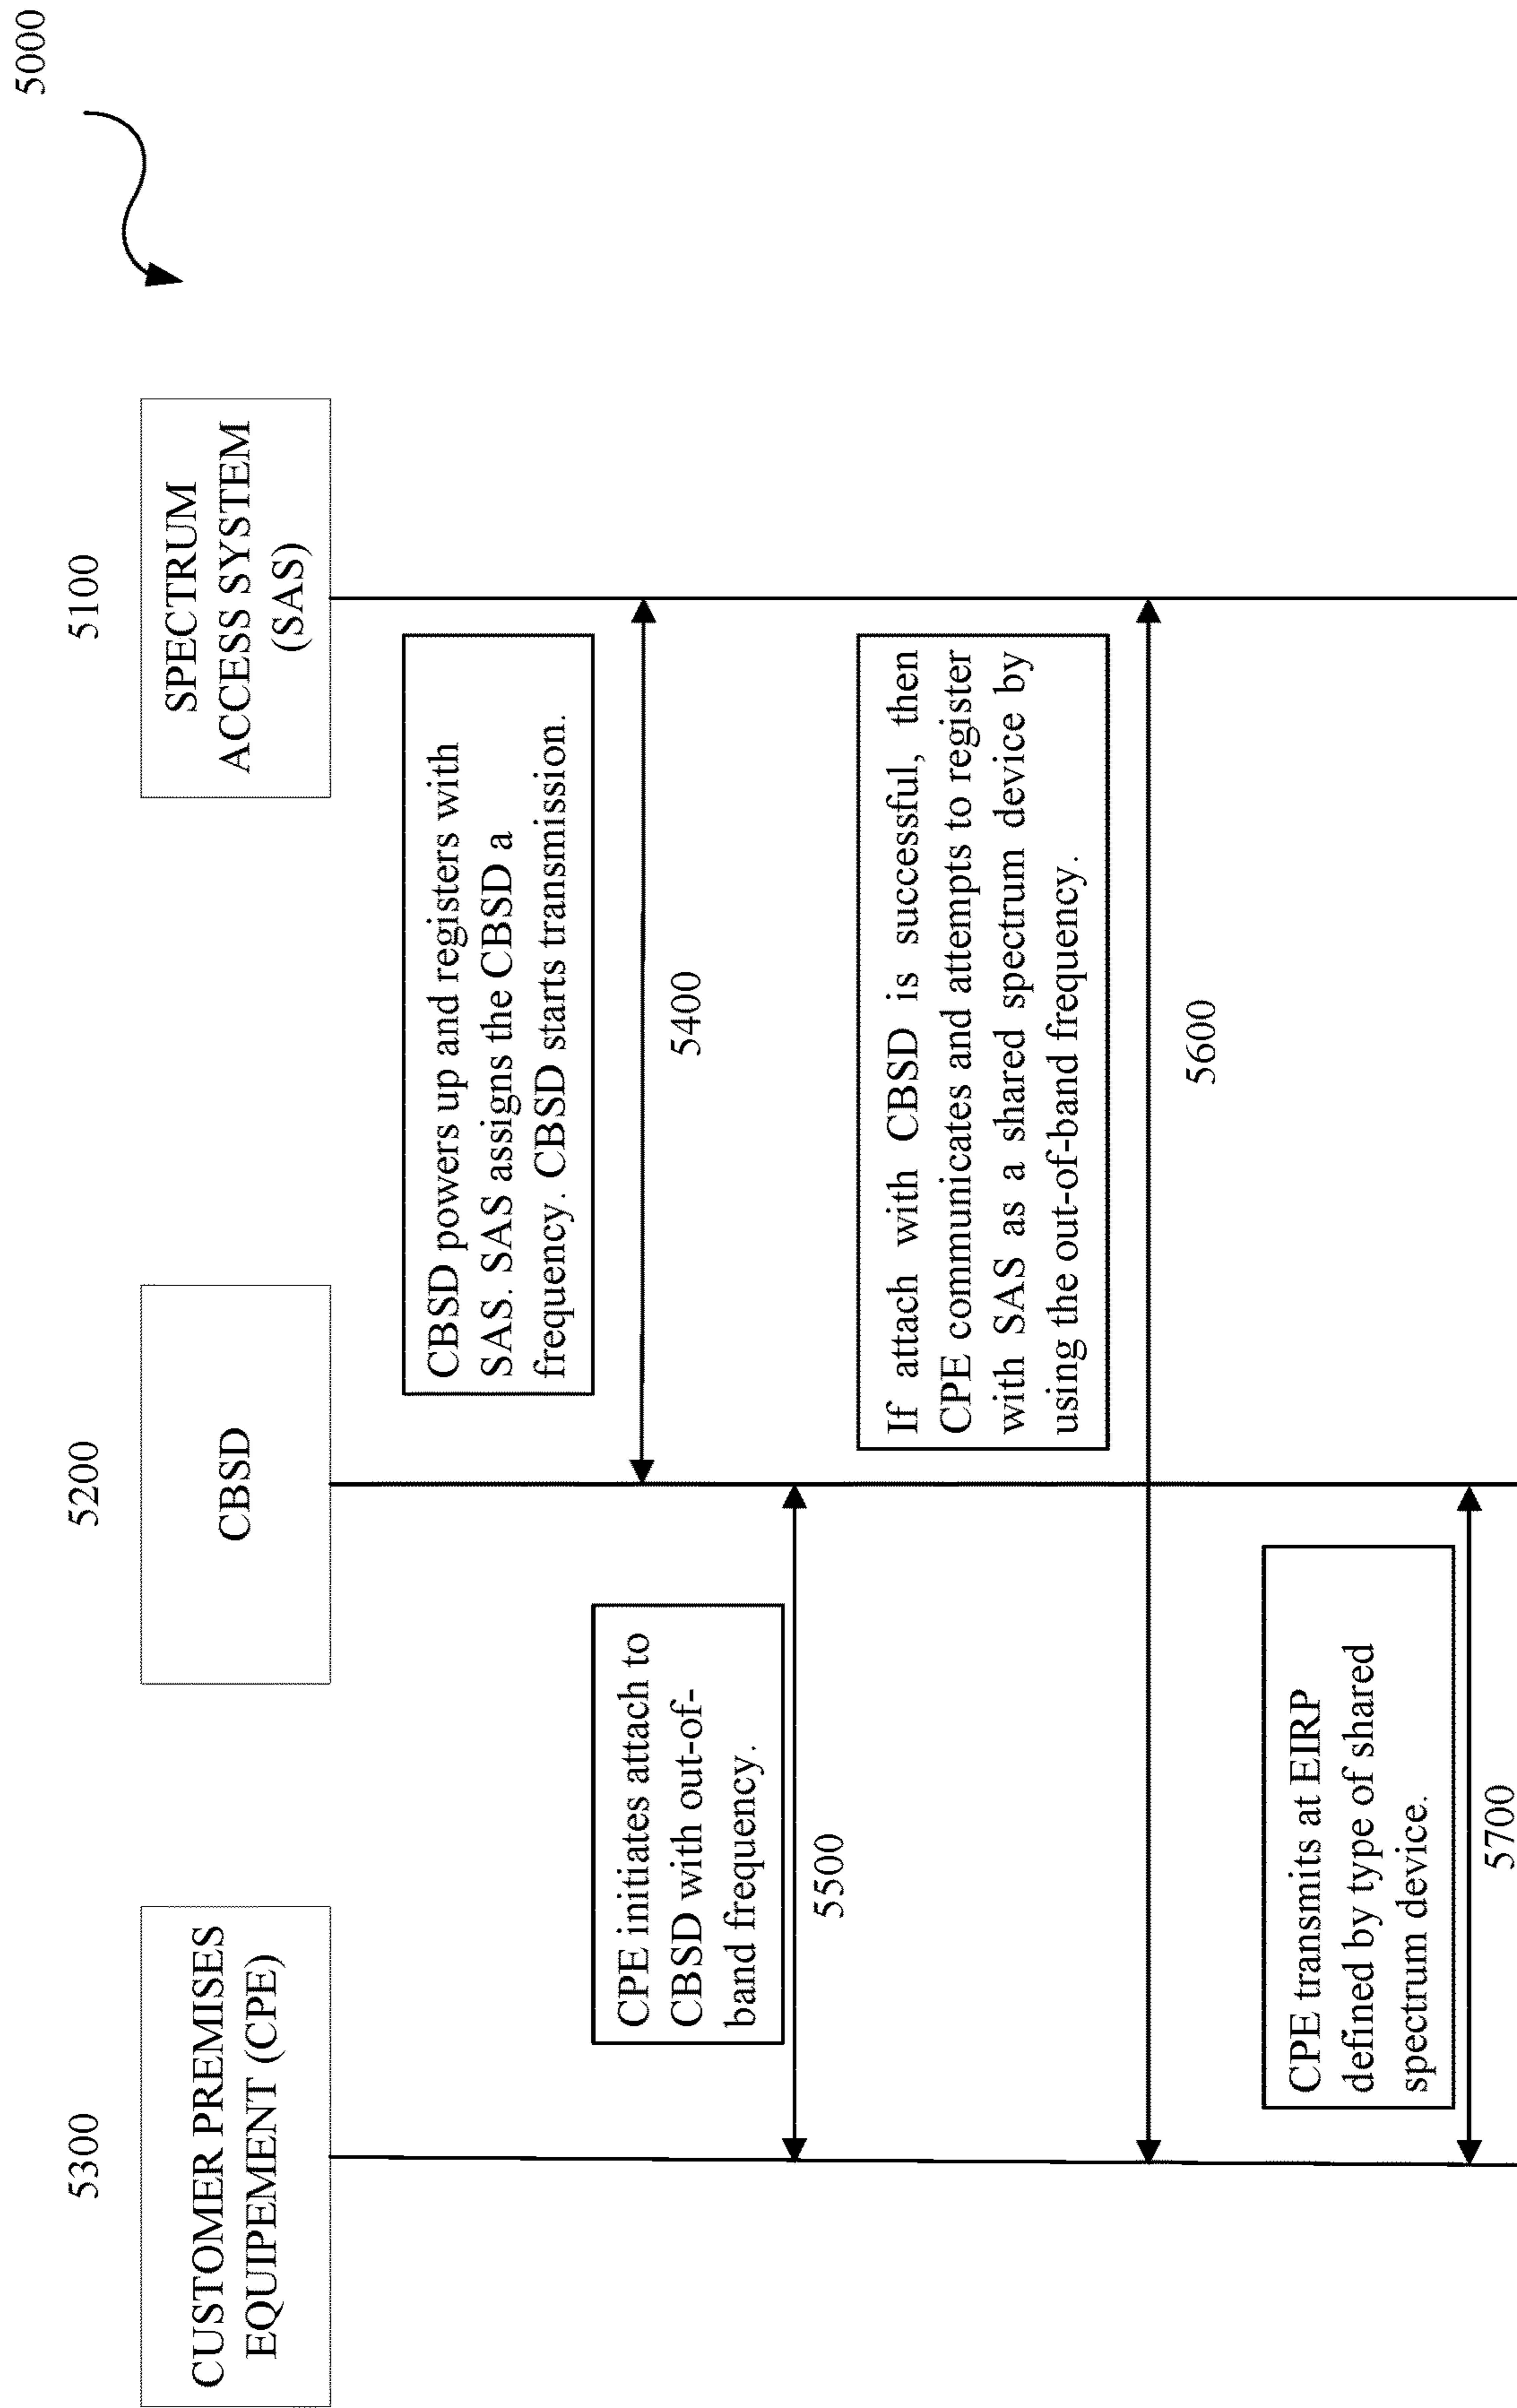 5000
5300
5200
5100
CUSTOMER PREMISES
EQUIPEMENT (CPE)
CBSD
SPECTRUM
ACCESS SYSTEM
(SAS)
CBSD powers up and registers with
SAS. SAS assigns the CBSD a
frequency. CBSD starts transmission.
5400
CPE initiates attach to
CBSD with out-of-
band frequency.
5500
If attach with CBSD is successful, then
CPE communicates and attempts to register
with SAS as a shared spectrum device by
using the out-of-band frequency.
5600
CPE transmits at EIRP
defined by type of shared
spectrum device.
5700